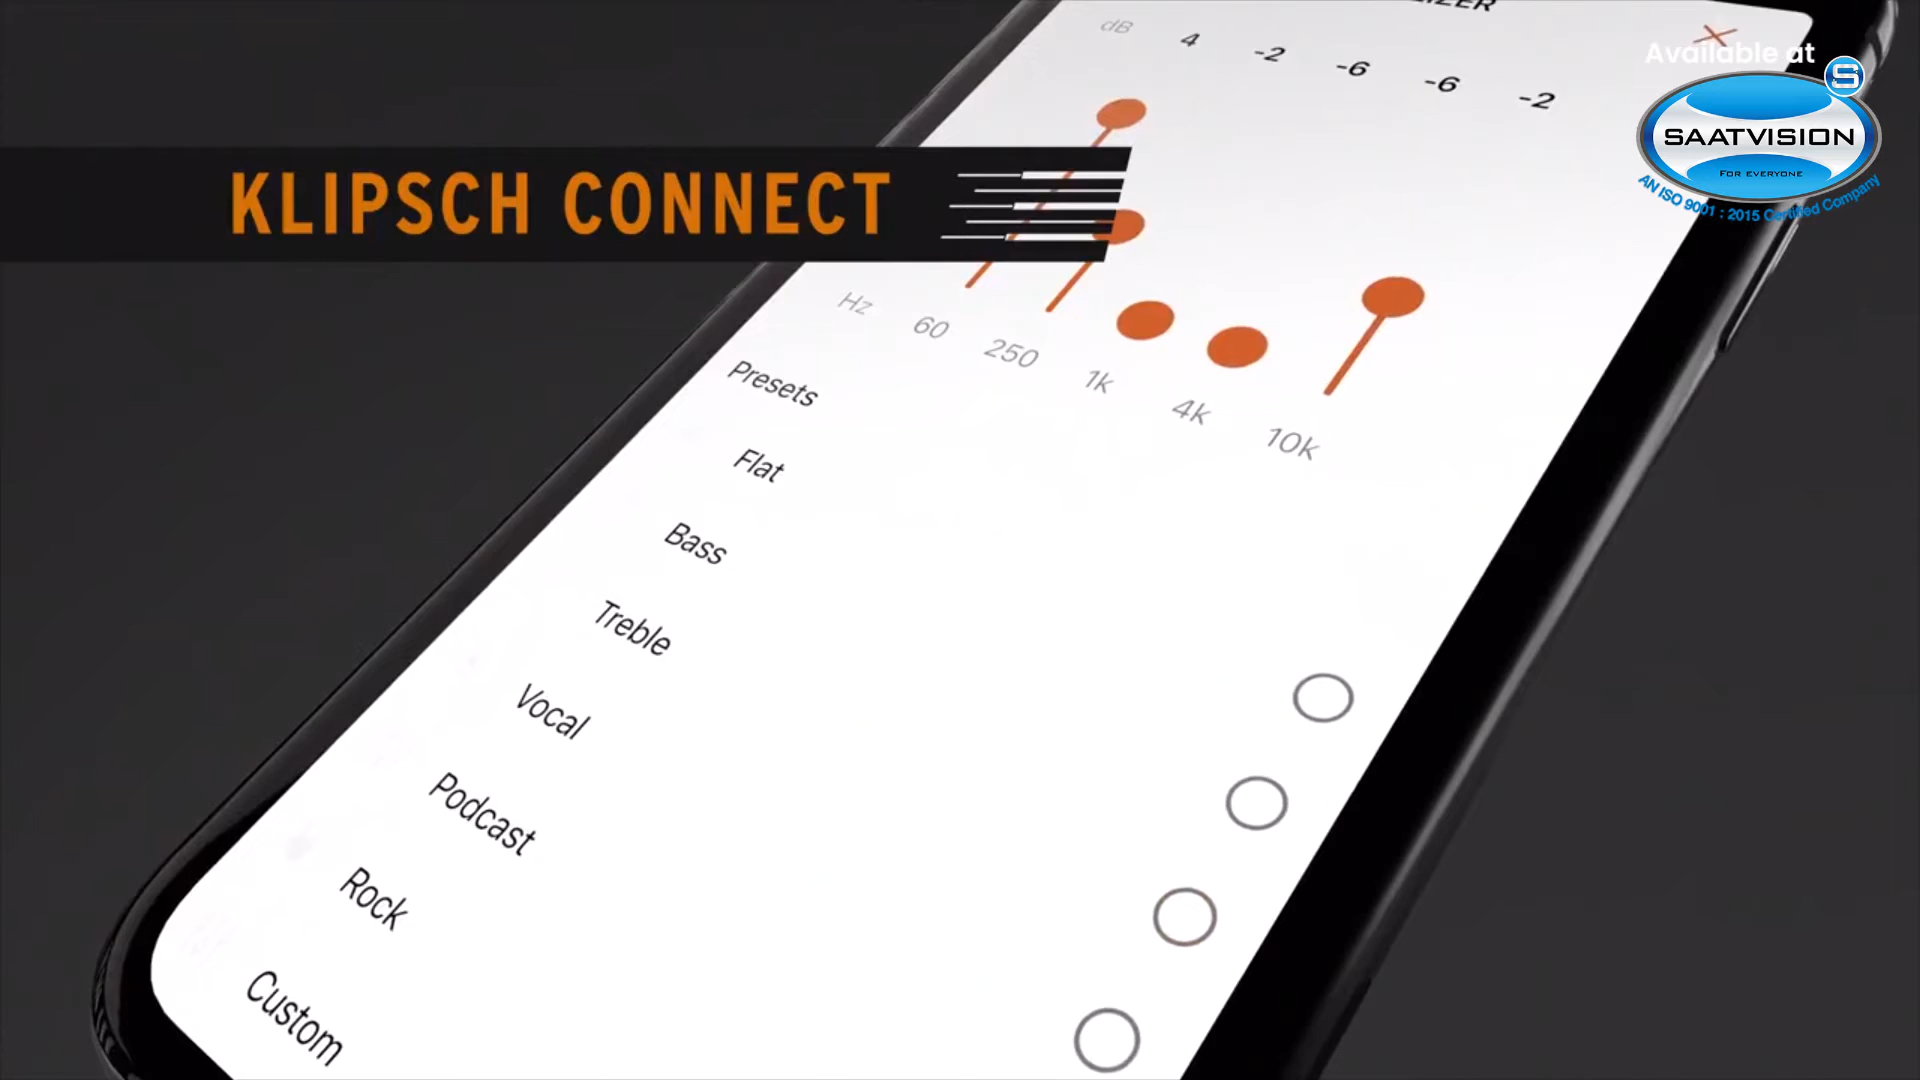 dB 4 -2 -6 -6 -2
Available at
S
SAATVISION
FOR EVERYONE
AN ISO 9001 : 2015 Certified Company
KLIPSCH CONNECT
Hz 60 250 1k 4k 10k
Presets
Flat
Bass
Treble
Vocal
Podcast
Rock
Custom